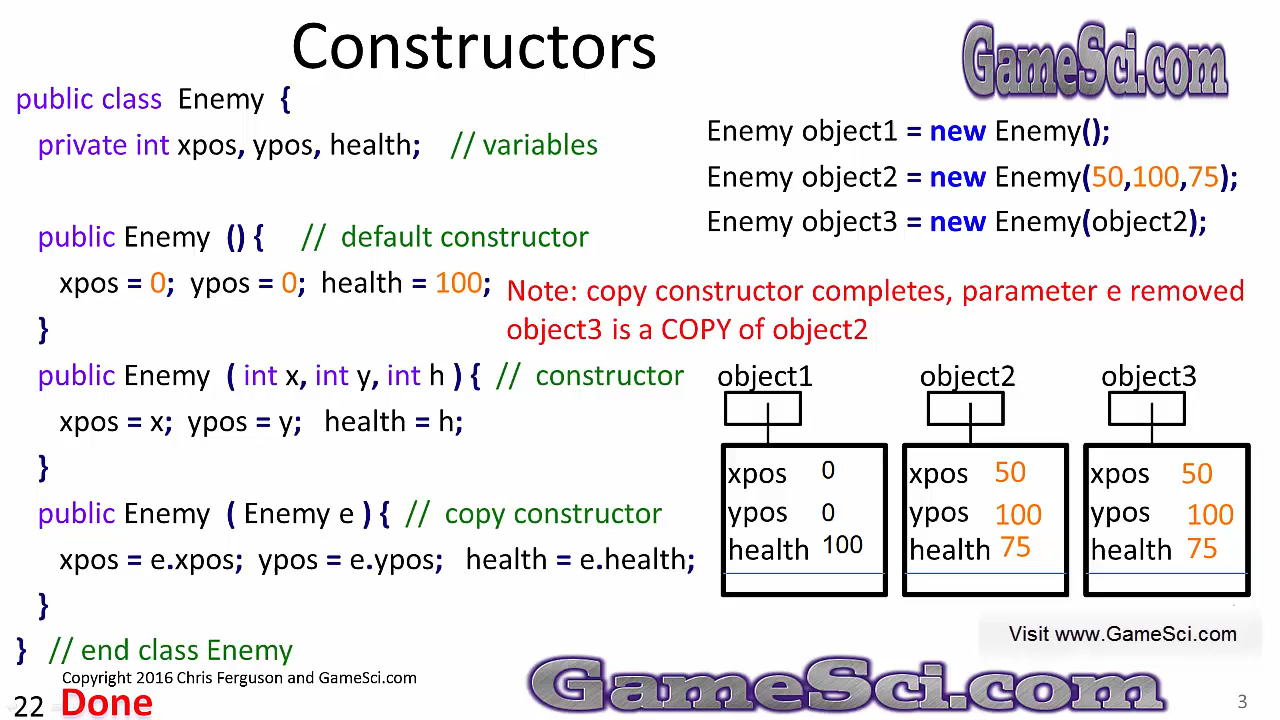 Constructors
GameSci.com
public class Enemy {
private int xpos, ypos, health; // variables
public Enemy () { // default constructor
xpos = 0; ypos = 0; health = 100;
}
public Enemy ( int x, int y, int h ) { // constructor
xpos = x; ypos = y; health = h;
}
public Enemy ( Enemy e ) { // copy constructor
xpos = e.xpos; ypos = e.ypos; health = e.health;
}
} // end class Enemy
Enemy object1 = new Enemy();
Enemy object2 = new Enemy(50,100,75);
Enemy object3 = new Enemy(object2);
Note: copy constructor completes, parameter e removed
object3 is a COPY of object2
object1
xpos 0
ypos 0
health 100
object2
xpos 50
ypos 100
health 75
object3
xpos 50
ypos 100
health 75
Visit www.GameSci.com
Copyright 2016 Chris Ferguson and GameSci.com
22 Done
GameSci.com
3